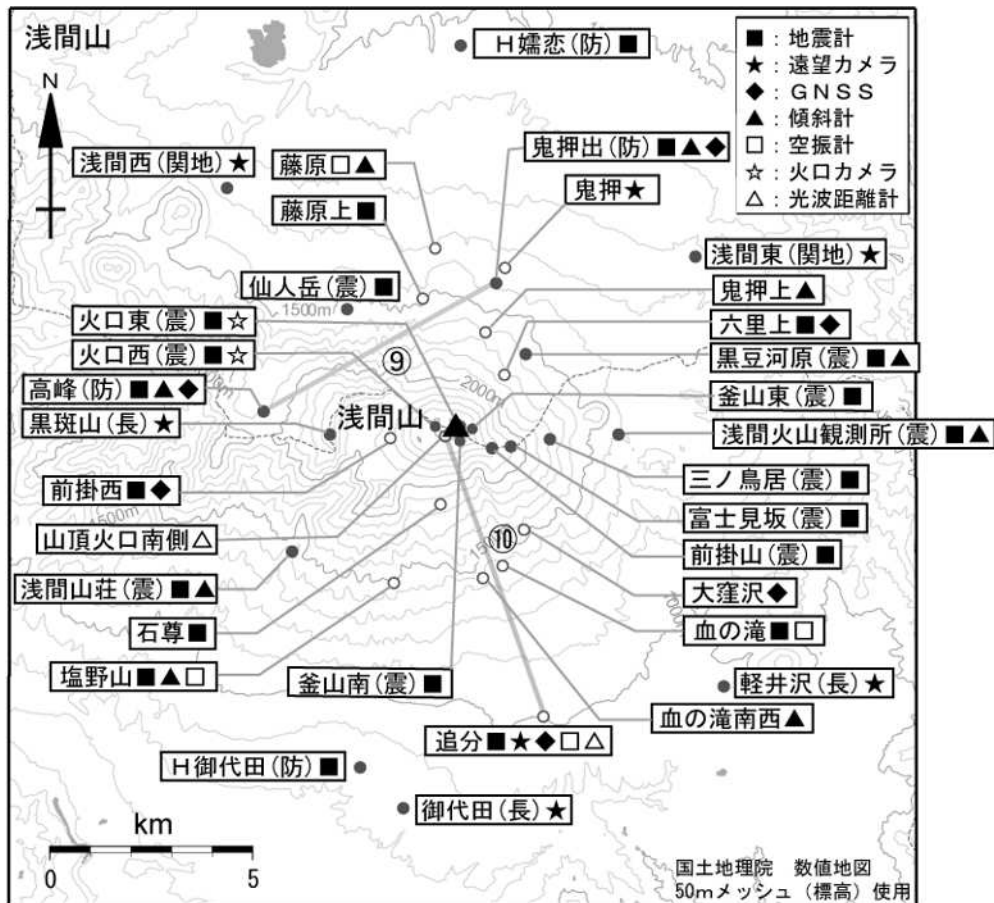 浅間山
H嬬恋(防)■
■：地震計
★：遠望カメラ
◆：GNSS
▲：傾斜計
□：空振計
☆：火口カメラ
△：光波距離計
N
浅間西(関地)★
藤原□▲
鬼押出(防)■▲◆
鬼押★
藤原上■
浅間東(関地)★
仙人岳(震)■
1500m
鬼押上▲
火口東(震)■☆
六里上■◆
火口西(震)■☆
⑨
黒豆河原(震)■▲
高峰(防)■▲◆
2000m
釜山東(震)■
浅間山
黒斑山(長)★
浅間火山観測所(震)■▲
前掛西■◆
三ノ鳥居(震)■
1500m
富士見坂(震)■
山頂火口南側△
⑩
前掛山(震)■
浅間山荘(震)■▲
大窪沢◆
石尊■
血の滝■□
塩野山■▲□
釜山南(震)■
軽井沢(長)★
血の滝南西▲
追分■★◆□△
H御代田(防)■
御代田(長)★
km
0 5
国土地理院 数値地図
50mメッシュ(標高)使用